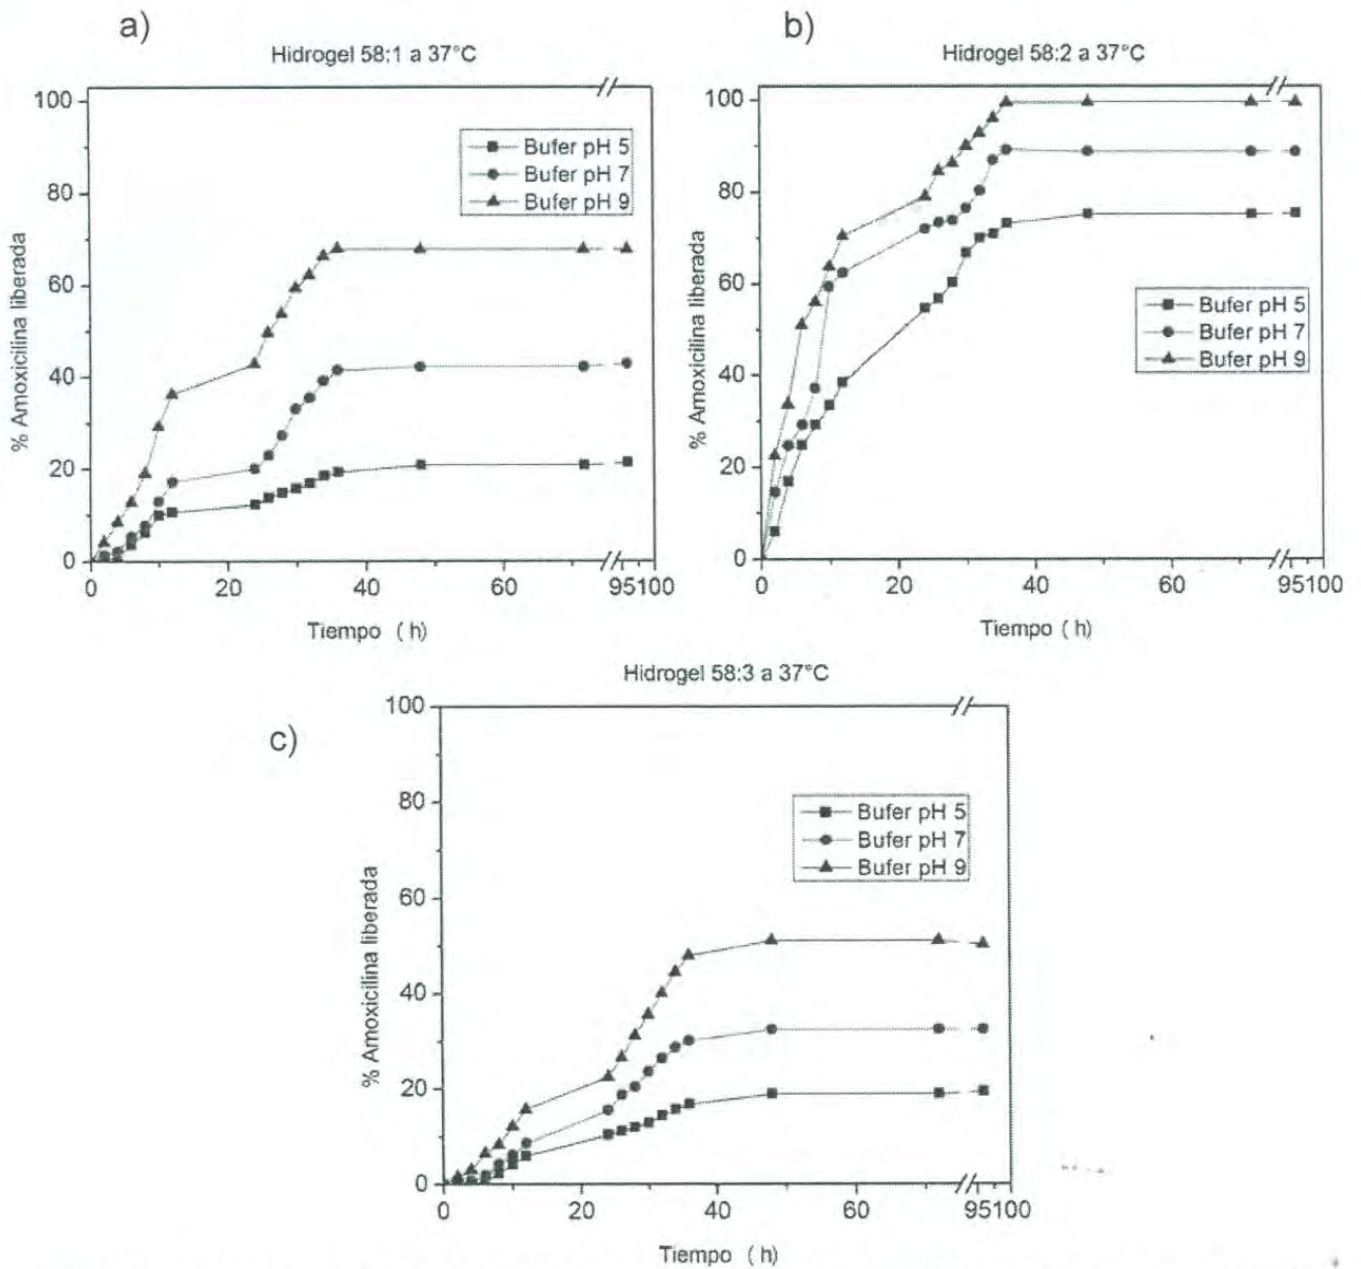 a)
Hidrogel 58:1 a 37°C
% Amoxicilina liberada
100
80
60
40
20
0
Bufer pH 5
Bufer pH 7
Bufer pH 9
0 20 40 60 95100
Tiempo ( h)
b)
Hidrogel 58:2 a 37°C
% Amoxicilina liberada
100
80
60
40
20
0
Bufer pH 5
Bufer pH 7
Bufer pH 9
0 20 40 60 95100
Tiempo ( h)
c)
Hidrogel 58:3 a 37°C
% Amoxicilina liberada
100
80
60
40
20
0
Bufer pH 5
Bufer pH 7
Bufer pH 9
0 20 40 60 95100
Tiempo ( h)